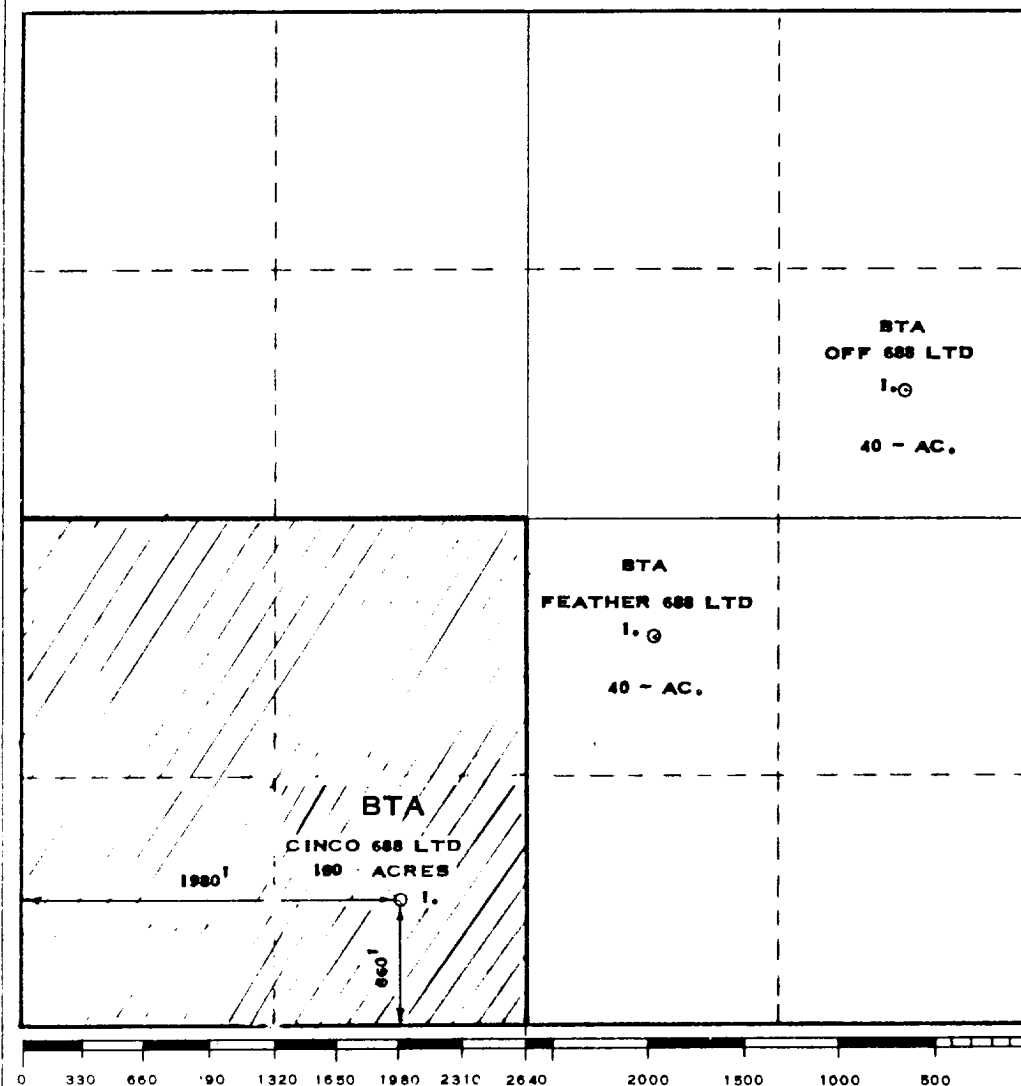 BTA
OFF 688 LTD
1.
40 - AC.
BTA
FEATHER 688 LTD
1.
40 - AC.
BTA
CINCO 688 LTD
160 ACRES
1980'
1.
660'
0 330 660 990 1320 1650 1980 2310 2640 2000 1500 1000 500